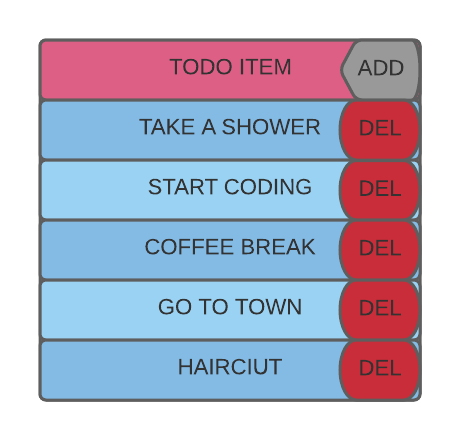 TODO ITEM ADD
TAKE A SHOWER DEL
START CODING DEL
COFFEE BREAK DEL
GO TO TOWN DEL
HAIRCIUT DEL